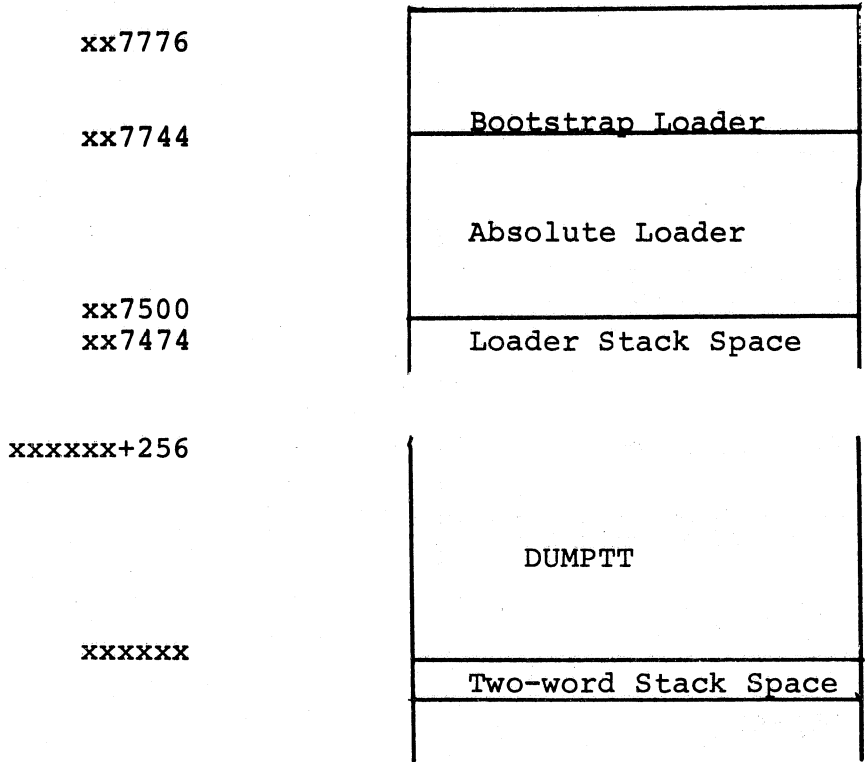 xx7776
xx7744 Bootstrap Loader
Absolute Loader
xx7500
xx7474 Loader Stack Space
xxxxxx+256
DUMPTT
xxxxxx
Two-word Stack Space